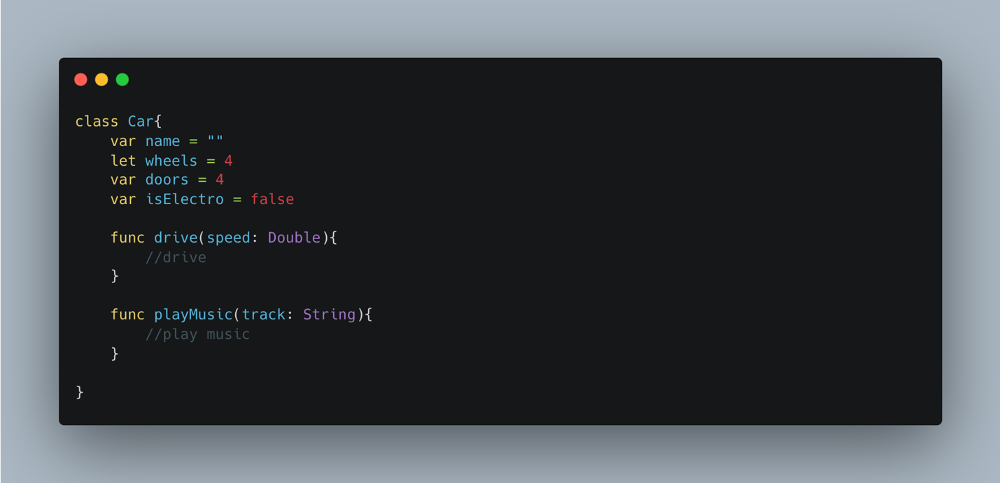 class Car{
    var name = ""
    let wheels = 4
    var doors = 4
    var isElectro = false

    func drive(speed: Double){
        //drive
    }

    func playMusic(track: String){
        //play music
    }

}